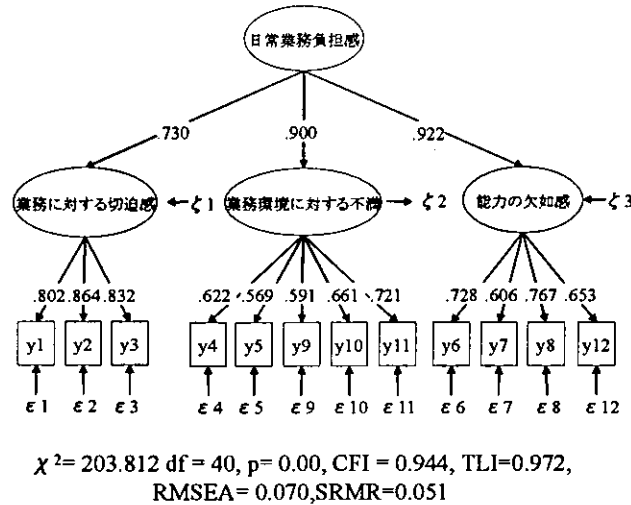 日常業務負担感
.730 .900 .922
業務に対する切迫感 ζ1 業務環境に対する不満 ζ2 能力の欠如感 ζ3
.802 .864 .832 .622 .569 .591 .661 .721 .728 .606 .767 .653
y1 y2 y3 y4 y5 y9 y10 y11 y6 y7 y8 y12
ε1 ε2 ε3 ε4 ε5 ε9 ε10 ε11 ε6 ε7 ε8 ε12
χ²= 203.812 df = 40, p= 0.00, CFI = 0.944, TLI=0.972,
RMSEA= 0.070,SRMR=0.051